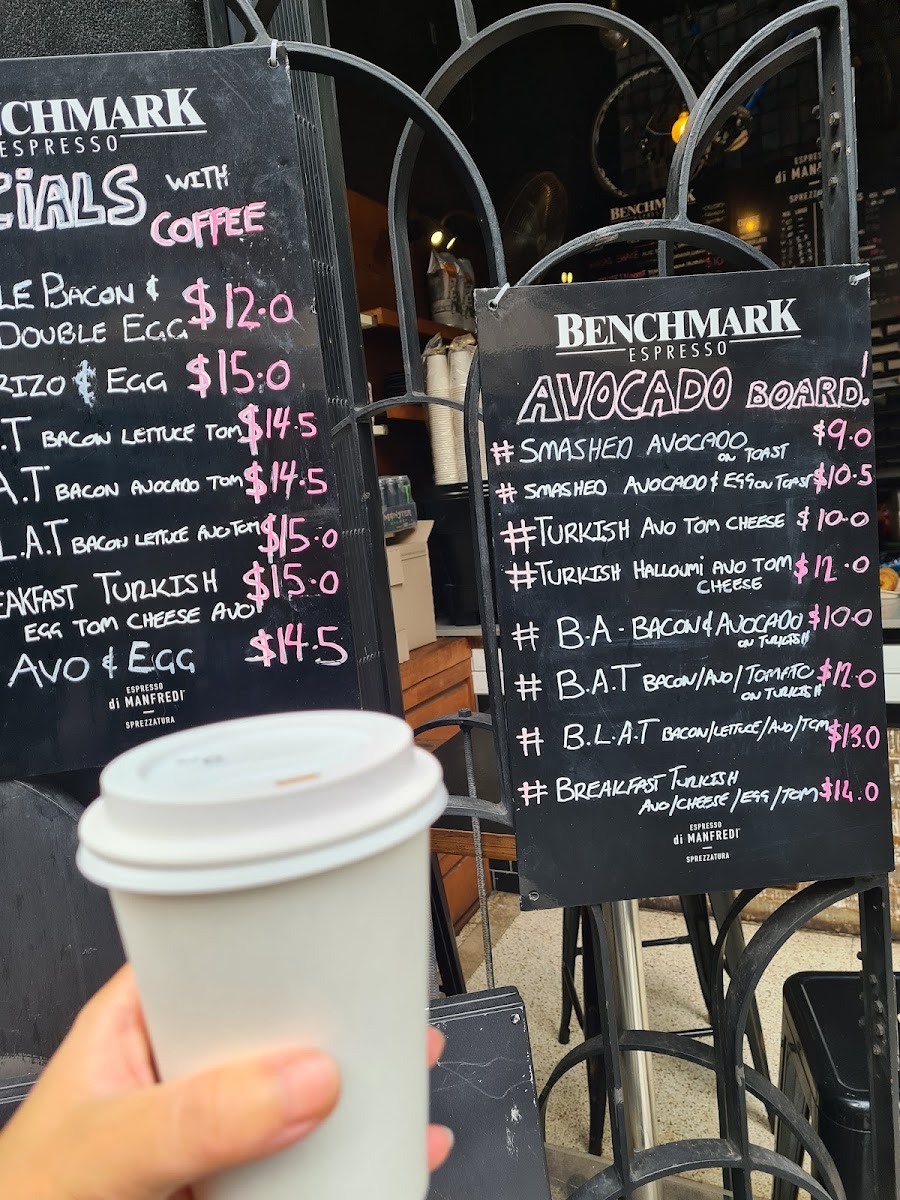 NCHMARK
ESPRESSO
CIALS WITH
COFFEE
LE BACON &
DOUBLE EGG $12.0
RIZO & EGG $15.0
.T BACON LETTUCE TOM $14.5
A.T BACON AVOCADO TOM $14.5
L.A.T BACON LETTUCE AVO TOM $15.0
EAKFAST TURKISH $15.0
EGG TOM CHEESE AVO
AVO & EGG $14.5
ESPRESSO
di MANFREDI
SPREZZATURA
BENCHMARK
ESPRESSO
AVOCADO BOARD!
# SMASHED AVOCADO ON TOAST $9.0
# SMASHED AVOCADO & EGG ON TOAST $10.5
# TURKISH AVO TOM CHEESE $10.0
# TURKISH HALLOUMI AVO TOM $12.0
CHEESE
# B.A - BACON & AVOCADO $10.0
ON TURKISH
# B.A.T BACON/AVO/TOMATO $12.0
ON TURKISH
# B.L.A.T BACON/LETTUCE/AVO/TOM $13.0
# BREAKFAST TURKISH
AVO/CHEESE/EGG/TOM $14.0
ESPRESSO
di MANFREDI
SPREZZATURA
BENCHMARK
ESPRESSO
di MANF
MONSTER